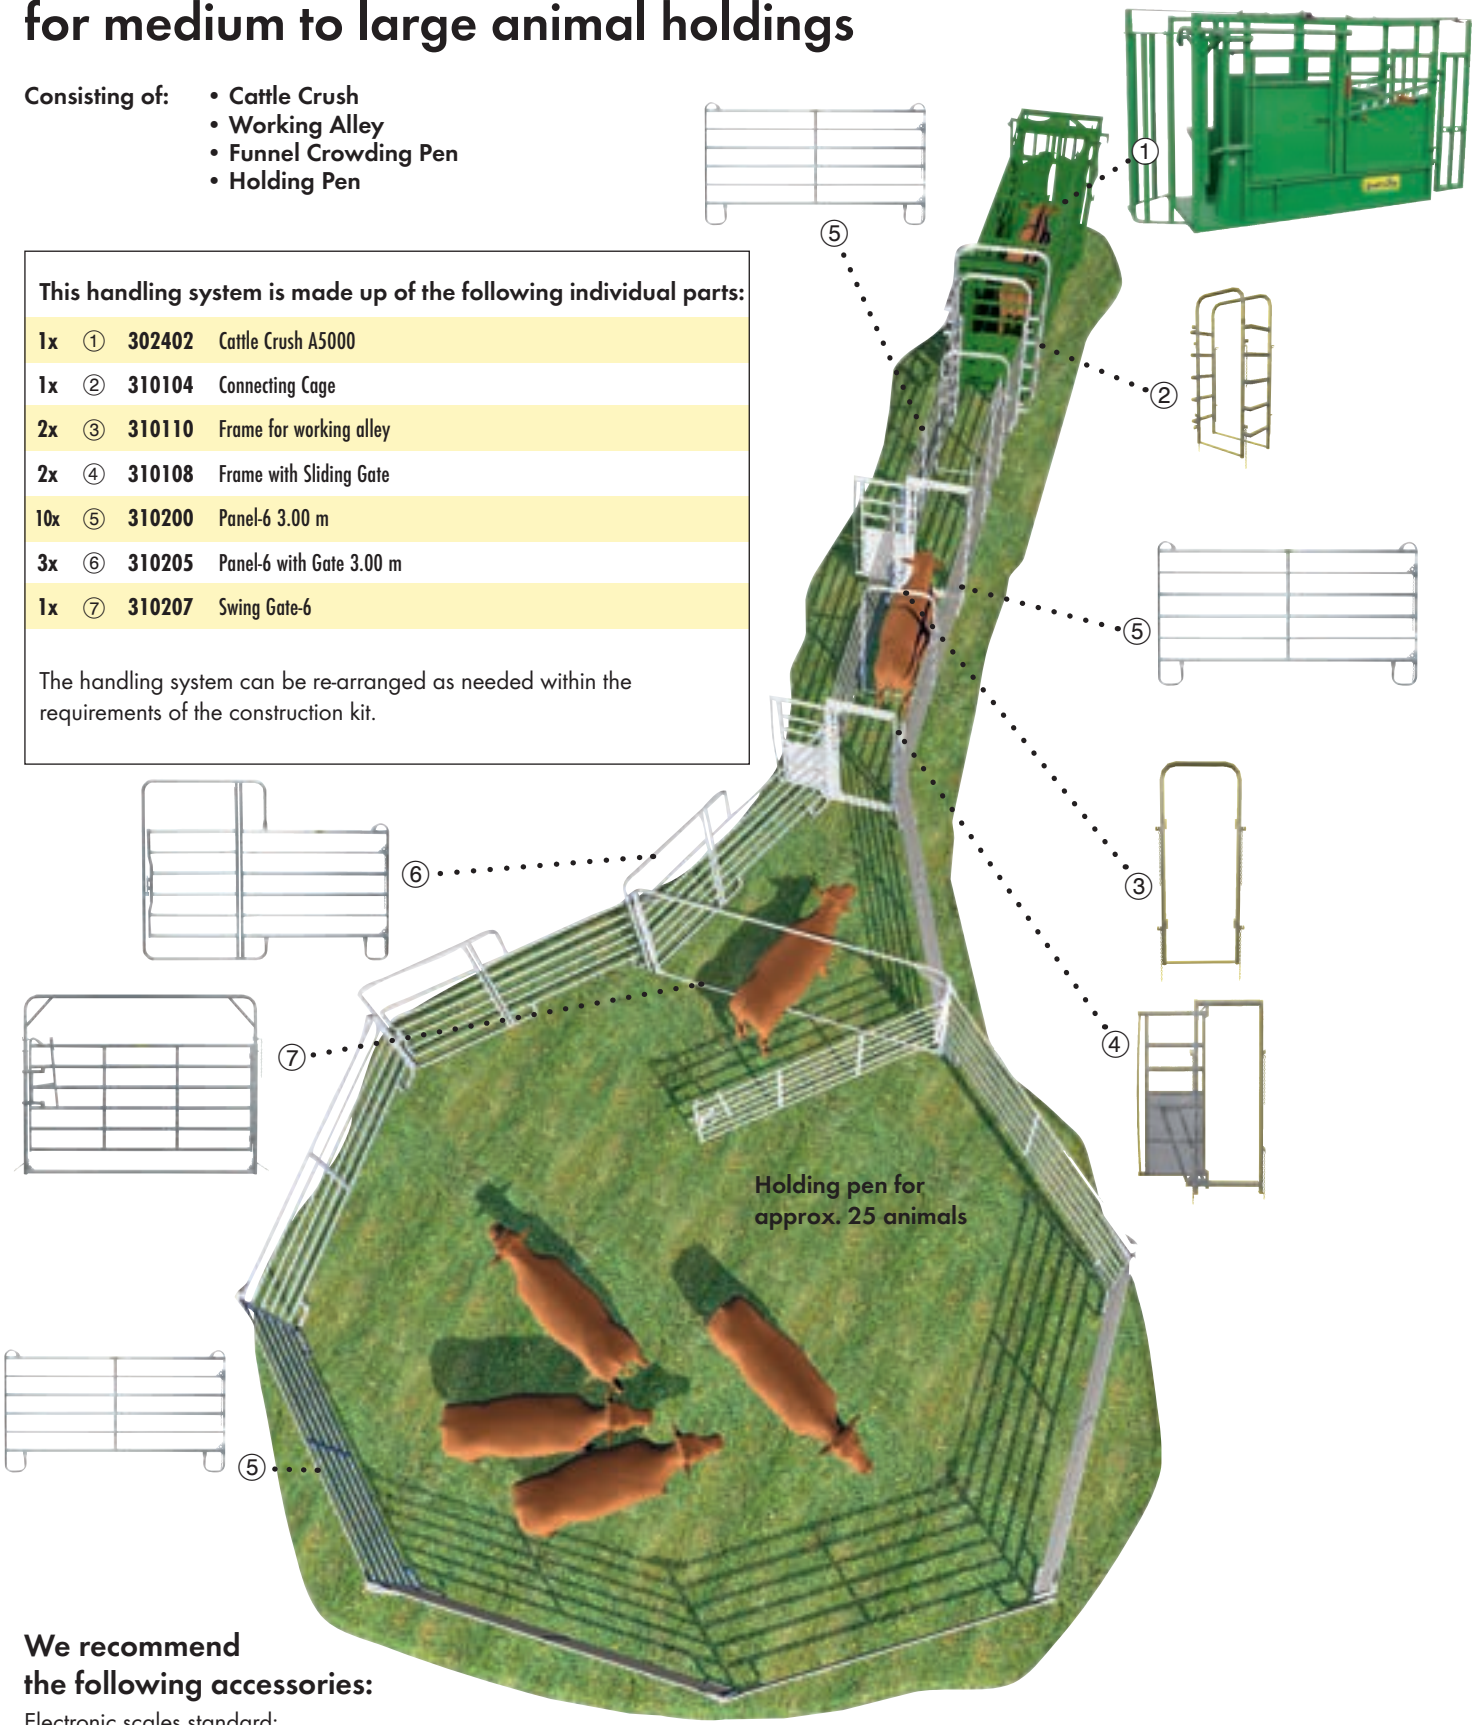 for medium to large animal holdings
Consisting of:
• Cattle Crush
• Working Alley
• Funnel Crowding Pen
• Holding Pen
This handling system is made up of the following individual parts:
1x ① 302402 Cattle Crush A5000
1x ② 310104 Connecting Cage
2x ③ 310110 Frame for working alley
2x ④ 310108 Frame with Sliding Gate
10x ⑤ 310200 Panel-6 3.00 m
3x ⑥ 310205 Panel-6 with Gate 3.00 m
1x ⑦ 310207 Swing Gate-6
The handling system can be re-arranged as needed within the
requirements of the construction kit.
①
⑤
②
⑤
⑥
③
④
⑦
Holding pen for
approx. 25 animals
⑤
We recommend
the following accessories:
Electronic scales standard: